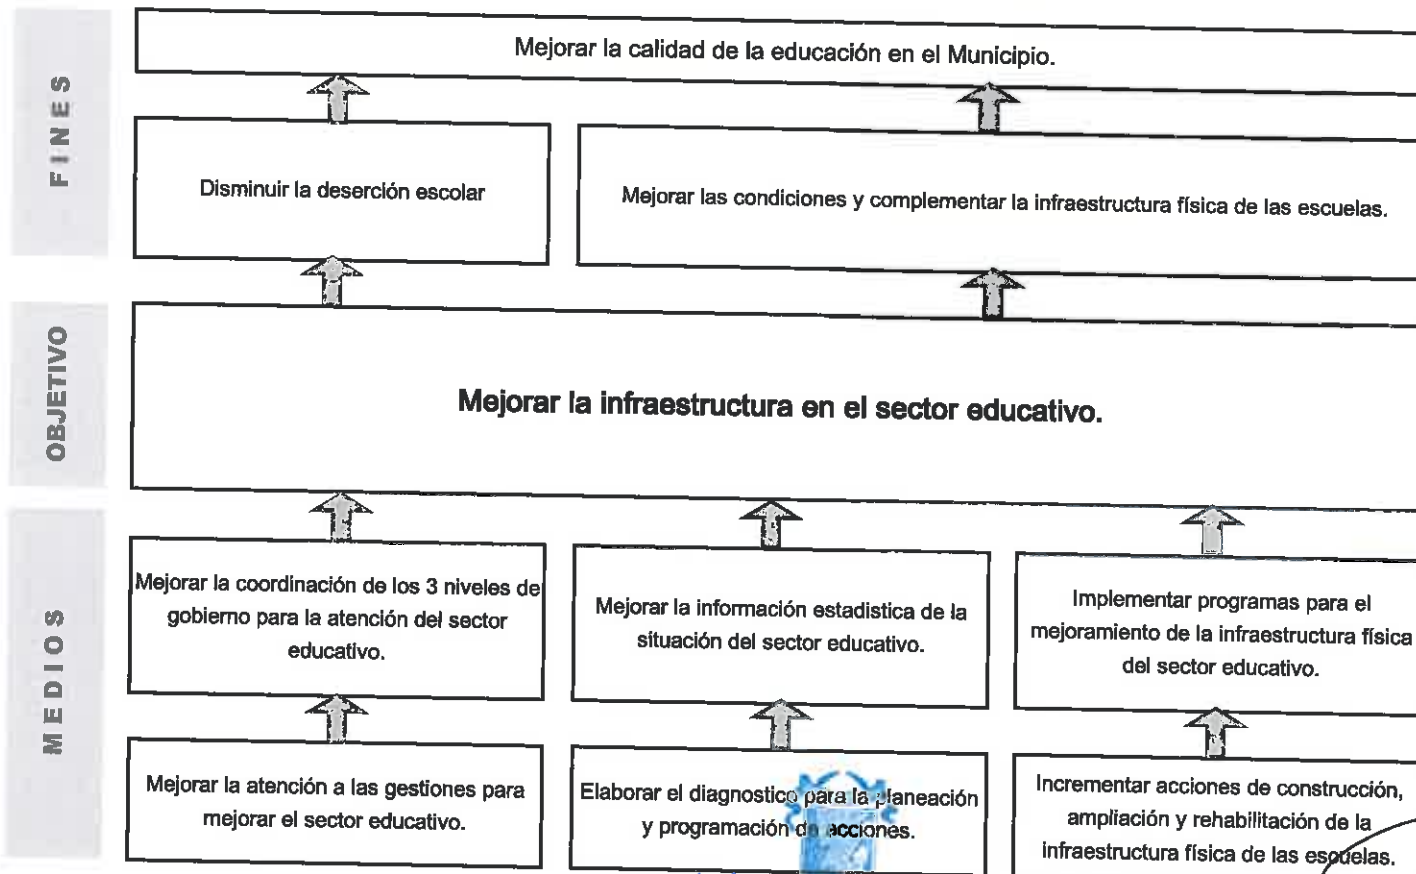 FINES
Mejorar la calidad de la educación en el Municipio.
Disminuir la deserción escolar
Mejorar las condiciones y complementar la infraestructura física de las escuelas.
OBJETIVO
Mejorar la infraestructura en el sector educativo.
MEDIOS
Mejorar la coordinación de los 3 niveles de
gobierno para la atención del sector
educativo.
Mejorar la información estadistica de la
situación del sector educativo.
Implementar programas para el
mejoramiento de la infraestructura física
del sector educativo.
Mejorar la atención a las gestiones para
mejorar el sector educativo.
Elaborar el diagnostico para la planeación
y programación de acciones.
Incrementar acciones de construcción,
ampliación y rehabilitación de la
infraestructura física de las escuelas.